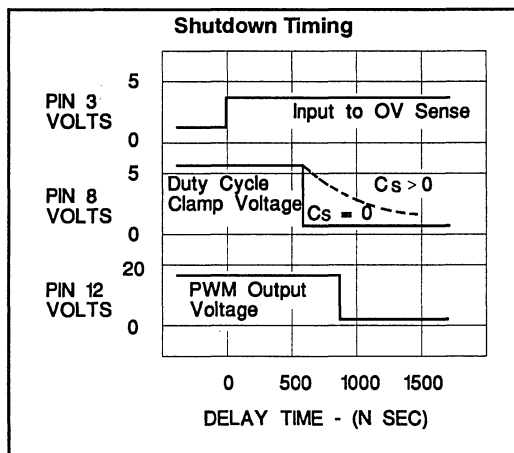 Shutdown Timing
PIN 3
VOLTS
5
0
Input to OV Sense
PIN 8
VOLTS
5
0
Duty Cycle
Clamp Voltage
Cs > 0
Cs = 0
PIN 12
VOLTS
20
0
PWM Output
Voltage
0 500 1000 1500
DELAY TIME - (N SEC)